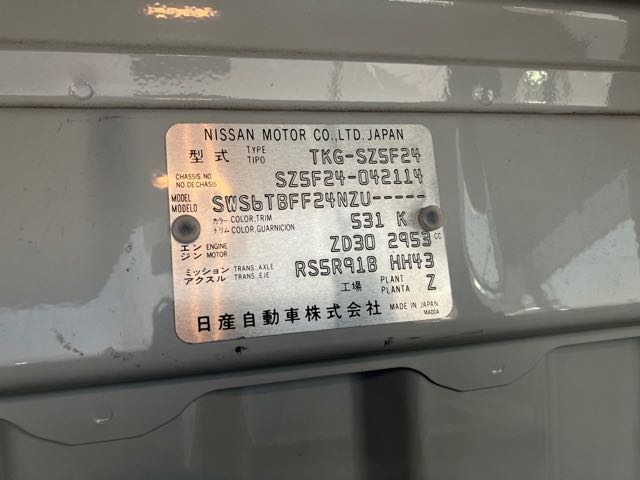 NISSAN MOTOR CO.,LTD. JAPAN
型式 TYPE TIPO TKG-SZ5F24
CHASSIS NO NO.DE CHASIS SZ5F24-042114
MODEL MODELO SWS6TBFF24NZU-----
カラー トリム COLOR,TRIM COLOR,GUARNICION 531 K
エンジン ENGINE MOTOR ZD30 2953 CC
ミッション アクスル TRANS.AXLE TRANS.EJE RS5R91B HH43
工場 PLANT PLANTA Z
日産自動車株式会社 MADE IN JAPAN
MA00A